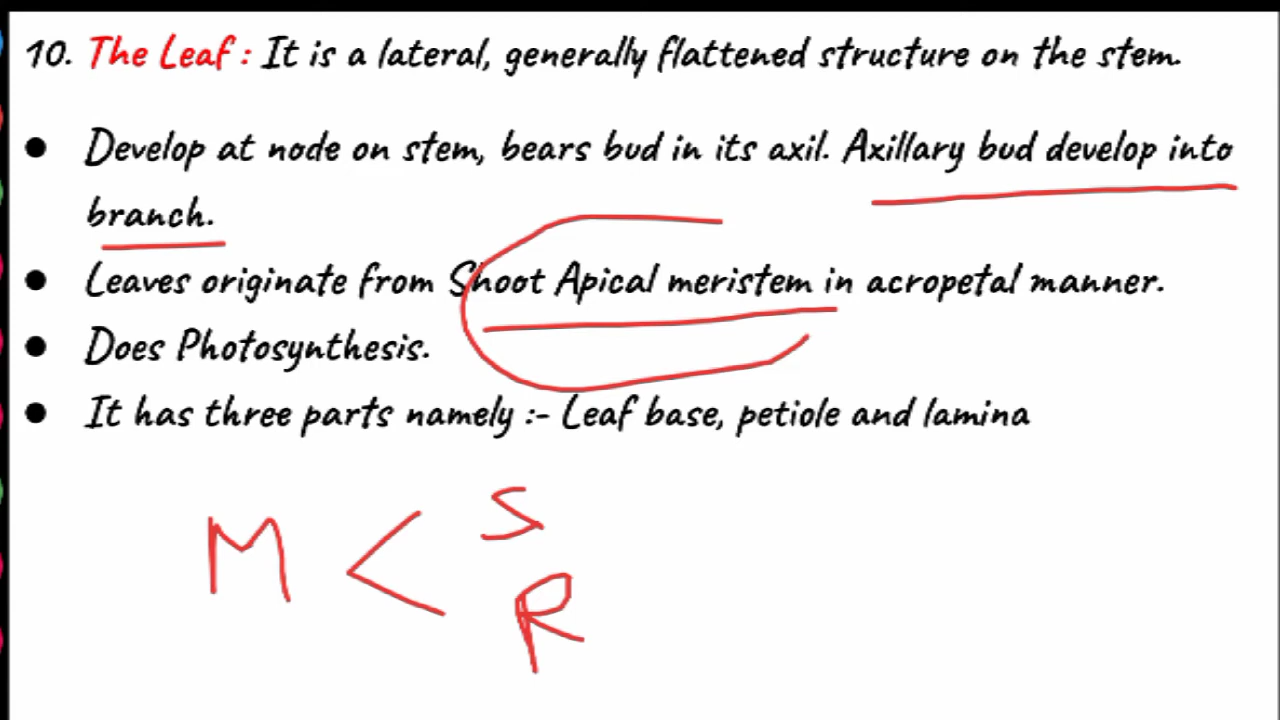 10. The Leaf : It is a lateral, generally flattened structure on the stem.
● Develop at node on stem, bears bud in its axil. Axillary bud develop into
branch.
● Leaves originate from Shoot Apical meristem in acropetal manner.
● Does Photosynthesis.
● It has three parts namely :- Leaf base, petiole and lamina
M < S
R